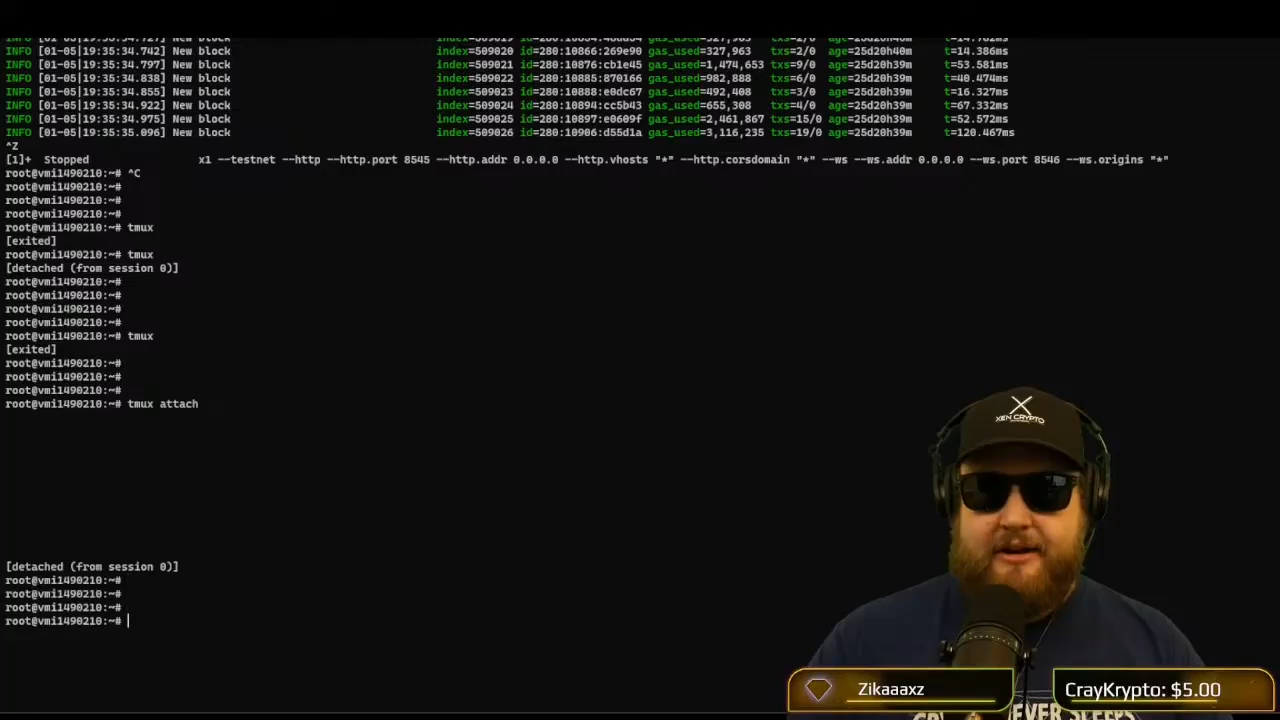 INFO [01-05|19:35:34.742] New block index=509020 id=280:10866:269e90 gas_used=327,963 txs=2/0 age=25d20h40m t=14.386ms
INFO [01-05|19:35:34.797] New block index=509021 id=280:10876:cb1e45 gas_used=1,474,653 txs=9/0 age=25d20h39m t=53.581ms
INFO [01-05|19:35:34.838] New block index=509022 id=280:10885:870166 gas_used=982,888 txs=6/0 age=25d20h39m t=40.474ms
INFO [01-05|19:35:34.855] New block index=509023 id=280:10888:e0dc67 gas_used=492,408 txs=3/0 age=25d20h39m t=16.327ms
INFO [01-05|19:35:34.922] New block index=509024 id=280:10894:cc5b43 gas_used=655,308 txs=4/0 age=25d20h39m t=67.332ms
INFO [01-05|19:35:34.975] New block index=509025 id=280:10897:e0609f gas_used=2,461,867 txs=15/0 age=25d20h39m t=52.572ms
INFO [01-05|19:35:35.096] New block index=509026 id=280:10906:d55d1a gas_used=3,116,235 txs=19/0 age=25d20h39m t=120.467ms
^Z
[1]+ Stopped x1 --testnet --http --http.port 8545 --http.addr 0.0.0.0 --http.vhosts "*" --http.corsdomain "*" --ws --ws.addr 0.0.0.0 --ws.port 8546 --ws.origins "*"
root@vmi1490210:~# ^C
root@vmi1490210:~#
root@vmi1490210:~#
root@vmi1490210:~#
root@vmi1490210:~# tmux
[exited]
root@vmi1490210:~# tmux
[detached (from session 0)]
root@vmi1490210:~#
root@vmi1490210:~#
root@vmi1490210:~#
root@vmi1490210:~#
root@vmi1490210:~# tmux
[exited]
root@vmi1490210:~#
root@vmi1490210:~#
root@vmi1490210:~#
root@vmi1490210:~# tmux attach
[detached (from session 0)]
root@vmi1490210:~#
root@vmi1490210:~#
root@vmi1490210:~#
root@vmi1490210:~#
X
XEN CRYPTO
Zikaaaxz
CrayKrypto: $5.00
EVER SLEEPS